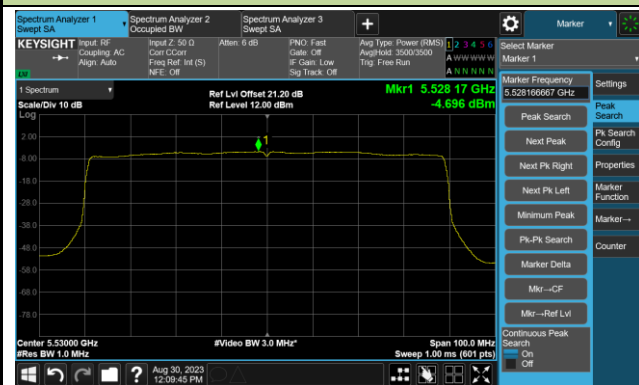 Spectrum Analyzer 1
Swept SA
Spectrum Analyzer 2
Occupied BW
Spectrum Analyzer 3
Swept SA
+
Marker
KEYSIGHT
Input: RF
Coupling: AC
Align: Auto
Input Z: 50 Ω
Corr CCorr
Freq Ref: Int (S)
NFE: Off
Atten: 6 dB
PNO: Fast
Gate: Off
IF Gain: Low
Sig Track: Off
Avg Type: Power (RMS)
Avg|Hold: 3500/3500
Trig: Free Run
1 2 3 4 5 6
A W W W W W
A N N N N N
Select Marker
Marker 1
1 Spectrum
Scale/Div 10 dB
Log
Ref Lvl Offset 21.20 dB
Ref Level 12.00 dBm
Mkr1 5.528 17 GHz
-4.696 dBm
1
2.00
-8.00
-18.0
-28.0
-38.0
-48.0
-58.0
-68.0
-78.0
Center 5.53000 GHz
#Res BW 1.0 MHz
#Video BW 3.0 MHz*
Span 100.0 MHz
Sweep 1.00 ms (601 pts)
Marker Frequency
5.528166667 GHz
Peak Search
Next Peak
Next Pk Right
Next Pk Left
Minimum Peak
Pk-Pk Search
Marker Delta
Mkr→CF
Mkr→Ref Lvl
Continuous Peak
Search
On
Off
Settings
Peak
Search
Pk Search
Config
Properties
Marker
Function
Marker→
Counter
?
Aug 30, 2023
12:09:45 PM